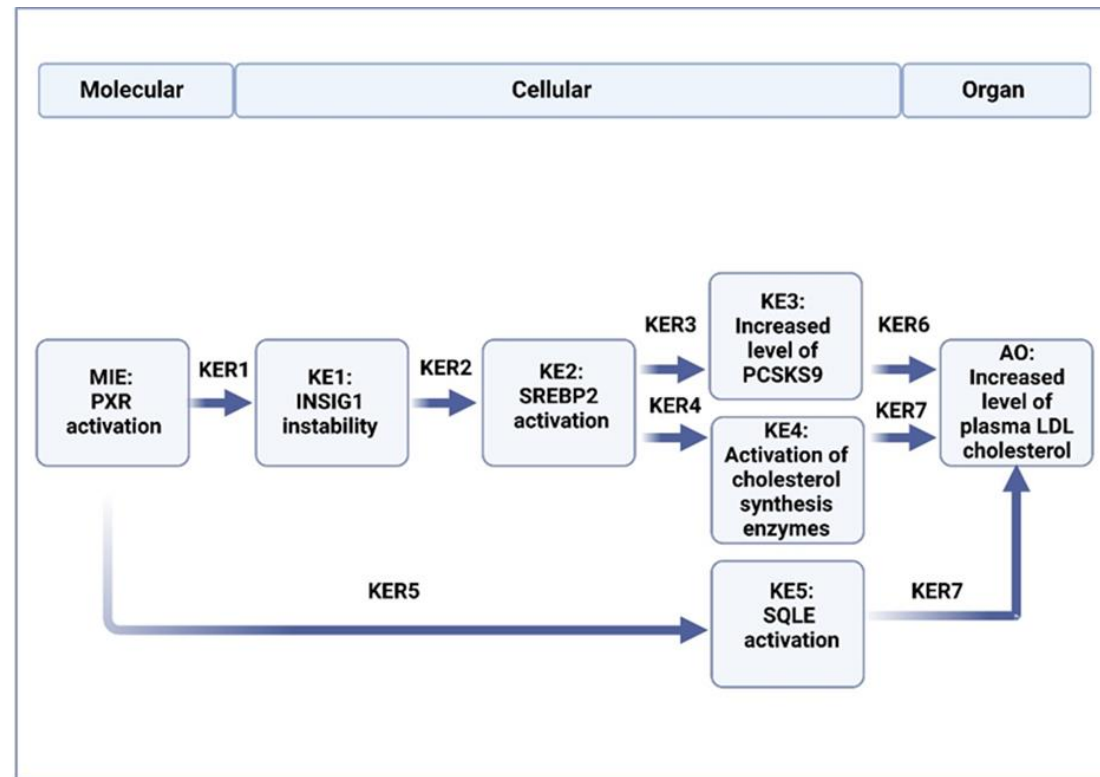 Molecular
Cellular
Organ
MIE:
PXR
activation
KER1
KE1:
INSIG1
instability
KER2
KE2:
SREBP2
activation
KER3
KER4
KE3:
Increased
level of
PCSKS9
KE4:
Activation of
cholesterol
synthesis
enzymes
KER6
KER7
AO:
Increased
level of
plasma LDL
cholesterol
KER5
KE5:
SQLE
activation
KER7